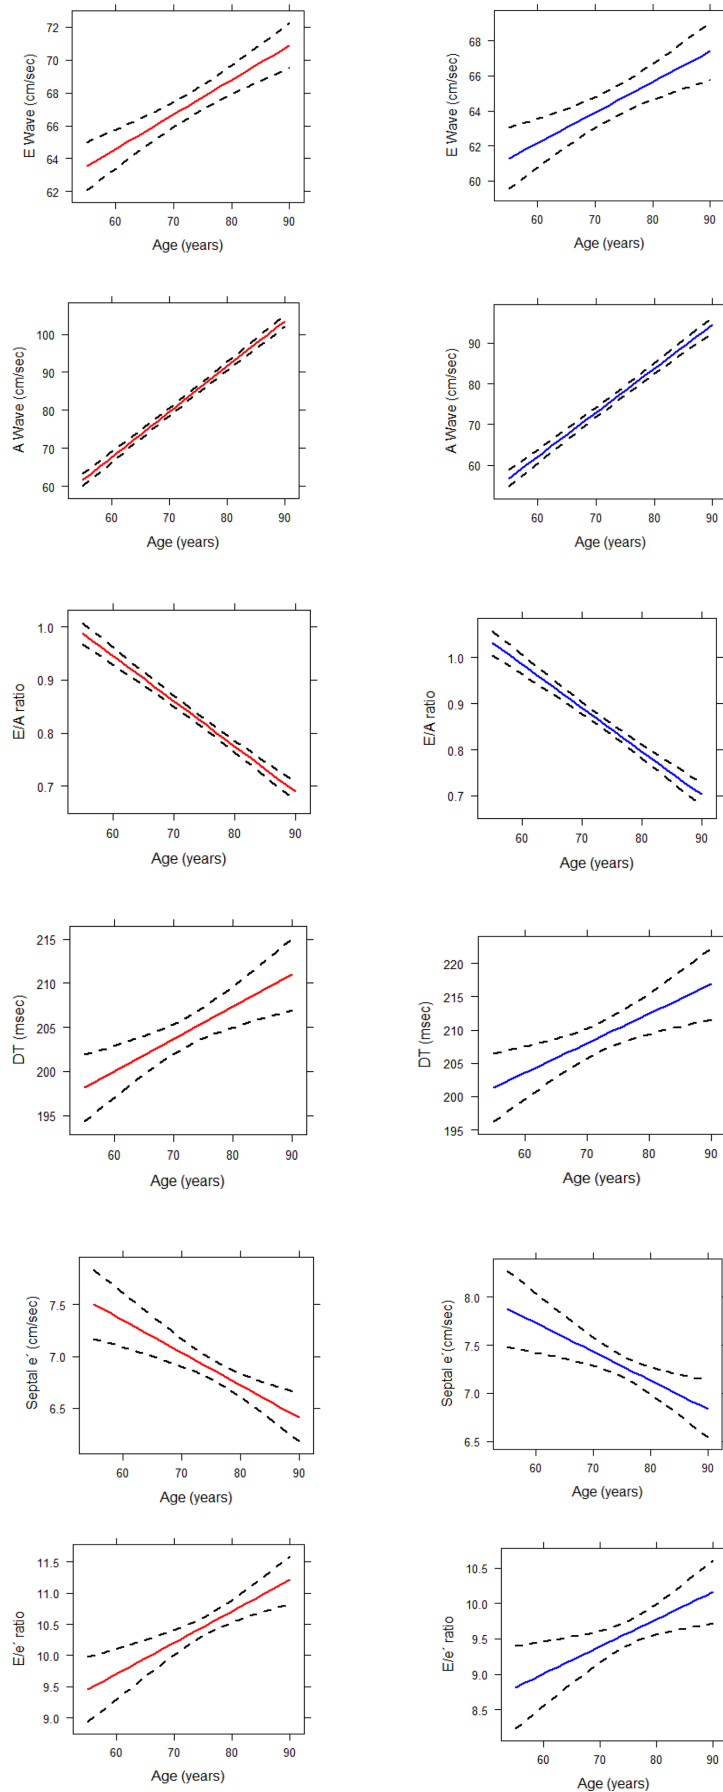 72
70
68
66
64
62
E Wave (cm/sec)
60 70 80 90
Age (years)
68
66
64
62
60
E Wave (cm/sec)
60 70 80 90
Age (years)
100
90
80
70
60
A Wave (cm/sec)
60 70 80 90
Age (years)
90
80
70
60
A Wave (cm/sec)
60 70 80 90
Age (years)
1.0
0.9
0.8
0.7
E/A ratio
60 70 80 90
Age (years)
1.0
0.9
0.8
0.7
E/A ratio
60 70 80 90
Age (years)
215
210
205
200
195
DT (msec)
60 70 80 90
Age (years)
220
215
210
205
200
195
DT (msec)
60 70 80 90
Age (years)
7.5
7.0
6.5
Septal e´ (cm/sec)
60 70 80 90
Age (years)
8.0
7.5
7.0
6.5
Septal e´(cm/sec)
60 70 80 90
Age (years)
11.5
11.0
10.5
10.0
9.5
9.0
E/e´ ratio
60 70 80 90
Age (years)
10.5
10.0
9.5
9.0
8.5
E/e´ ratio
60 70 80 90
Age (years)